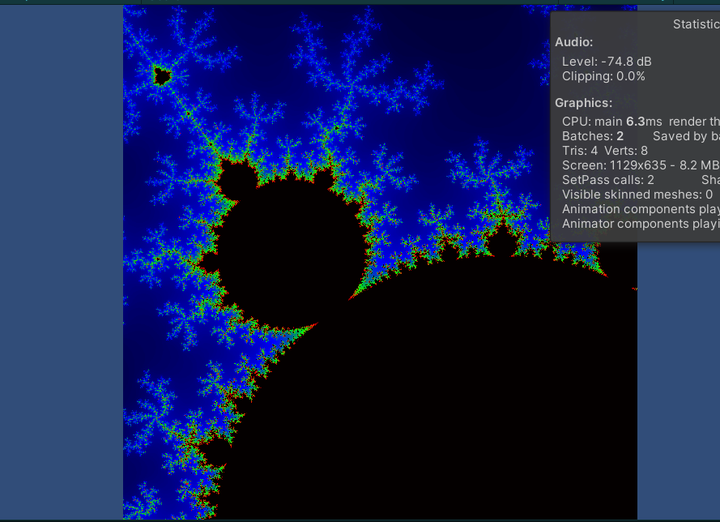 Statistic
Audio:
Level: -74.8 dB
Clipping: 0.0%
Graphics:
CPU: main 6.3ms render th
Batches: 2 Saved by ba
Tris: 4 Verts: 8
Screen: 1129x635 - 8.2 MB
SetPass calls: 2 Sha
Visible skinned meshes: 0
Animation components play
Animator components playi